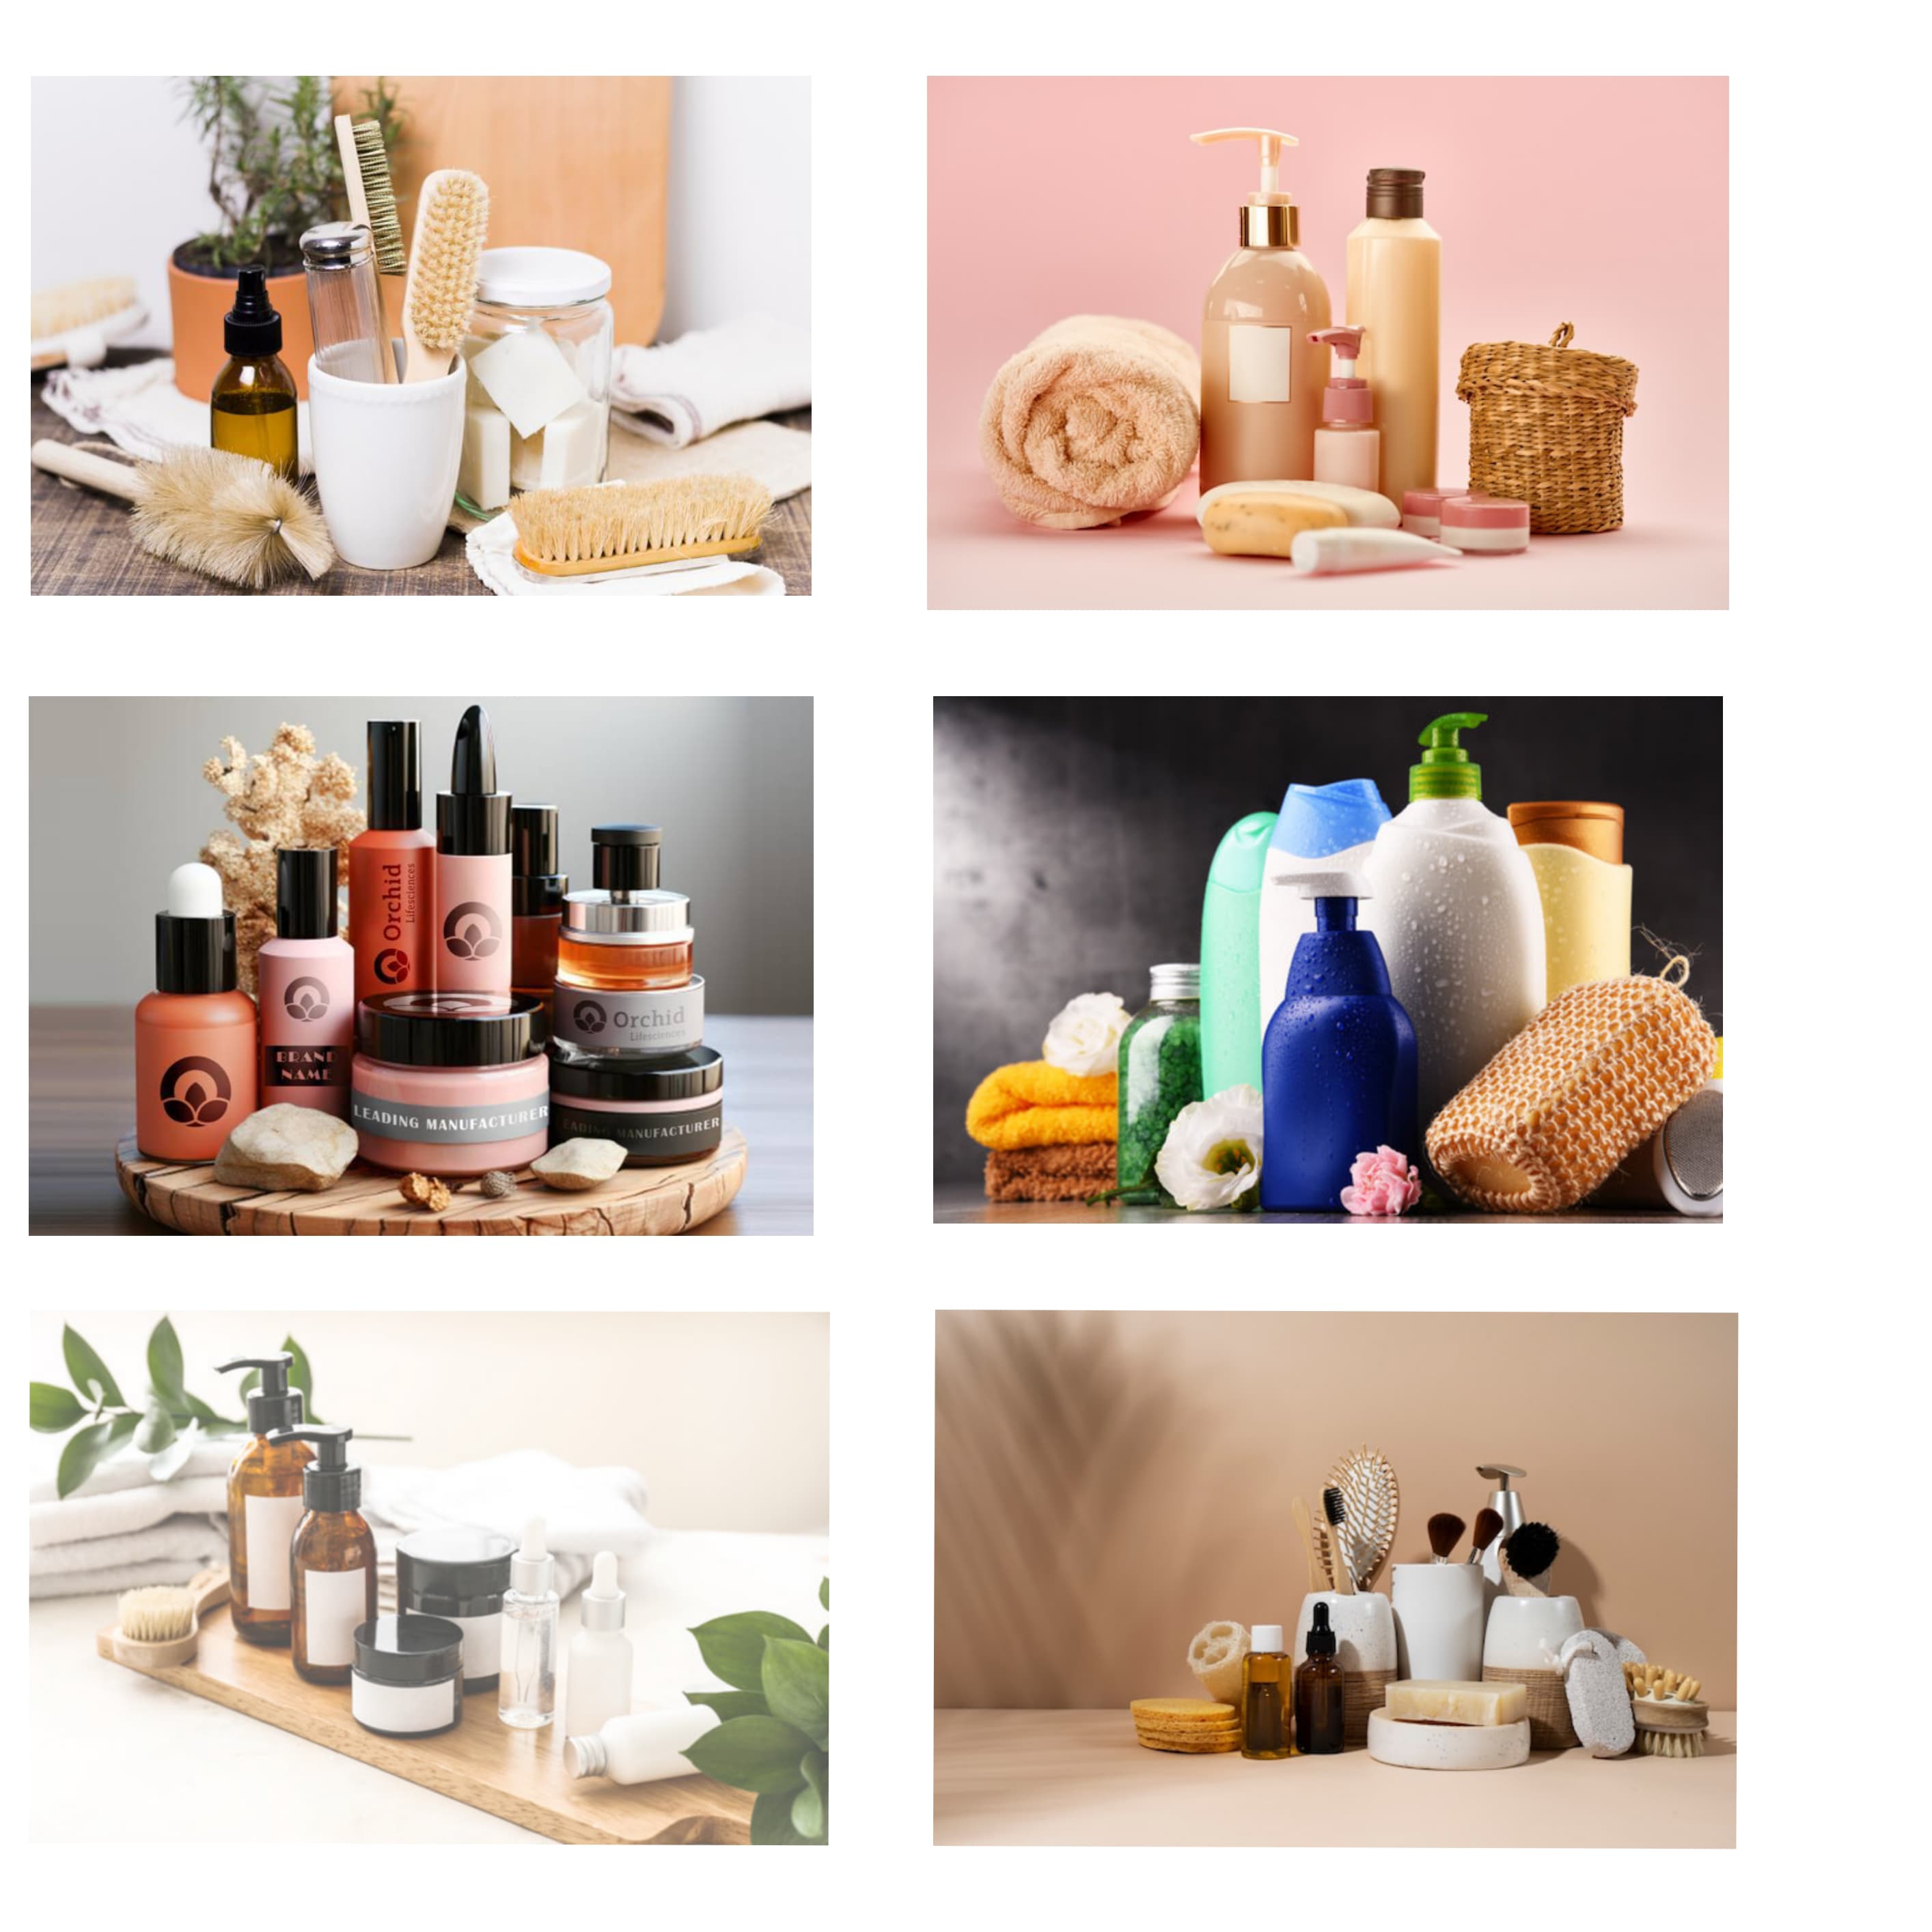 Orchid
Lifesciences
BRAND
NAME
Orchid
Lifesciences
LEADING MANUFACTURER
LEADING MANUFACTURER